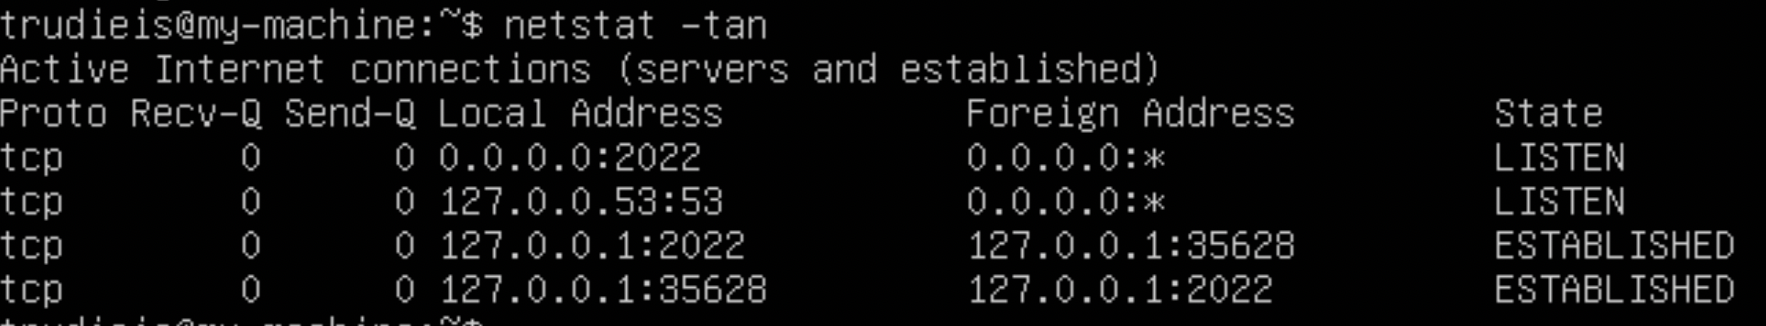 trudieis@my-machine:~$ netstat -tan
Active Internet connections (servers and established)
Proto Recv-Q Send-Q Local Address           Foreign Address         State
tcp        0      0 0.0.0.0:2022            0.0.0.0:*               LISTEN
tcp        0      0 127.0.0.53:53           0.0.0.0:*               LISTEN
tcp        0      0 127.0.0.1:2022          127.0.0.1:35628         ESTABLISHED
tcp        0      0 127.0.0.1:35628         127.0.0.1:2022          ESTABLISHED
trudieis@my-machine:~$